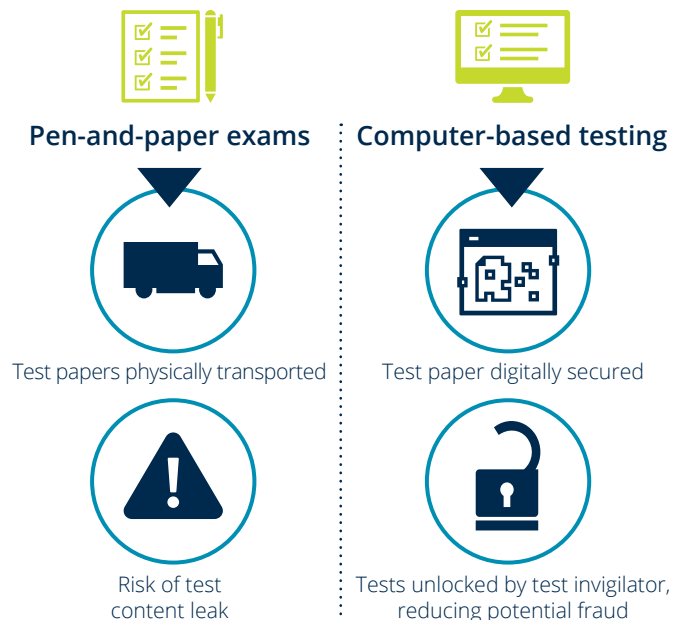 Pen-and-paper exams
Test papers physically transported
Risk of test
content leak
Computer-based testing
Test paper digitally secured
Tests unlocked by test invigilator,
reducing potential fraud